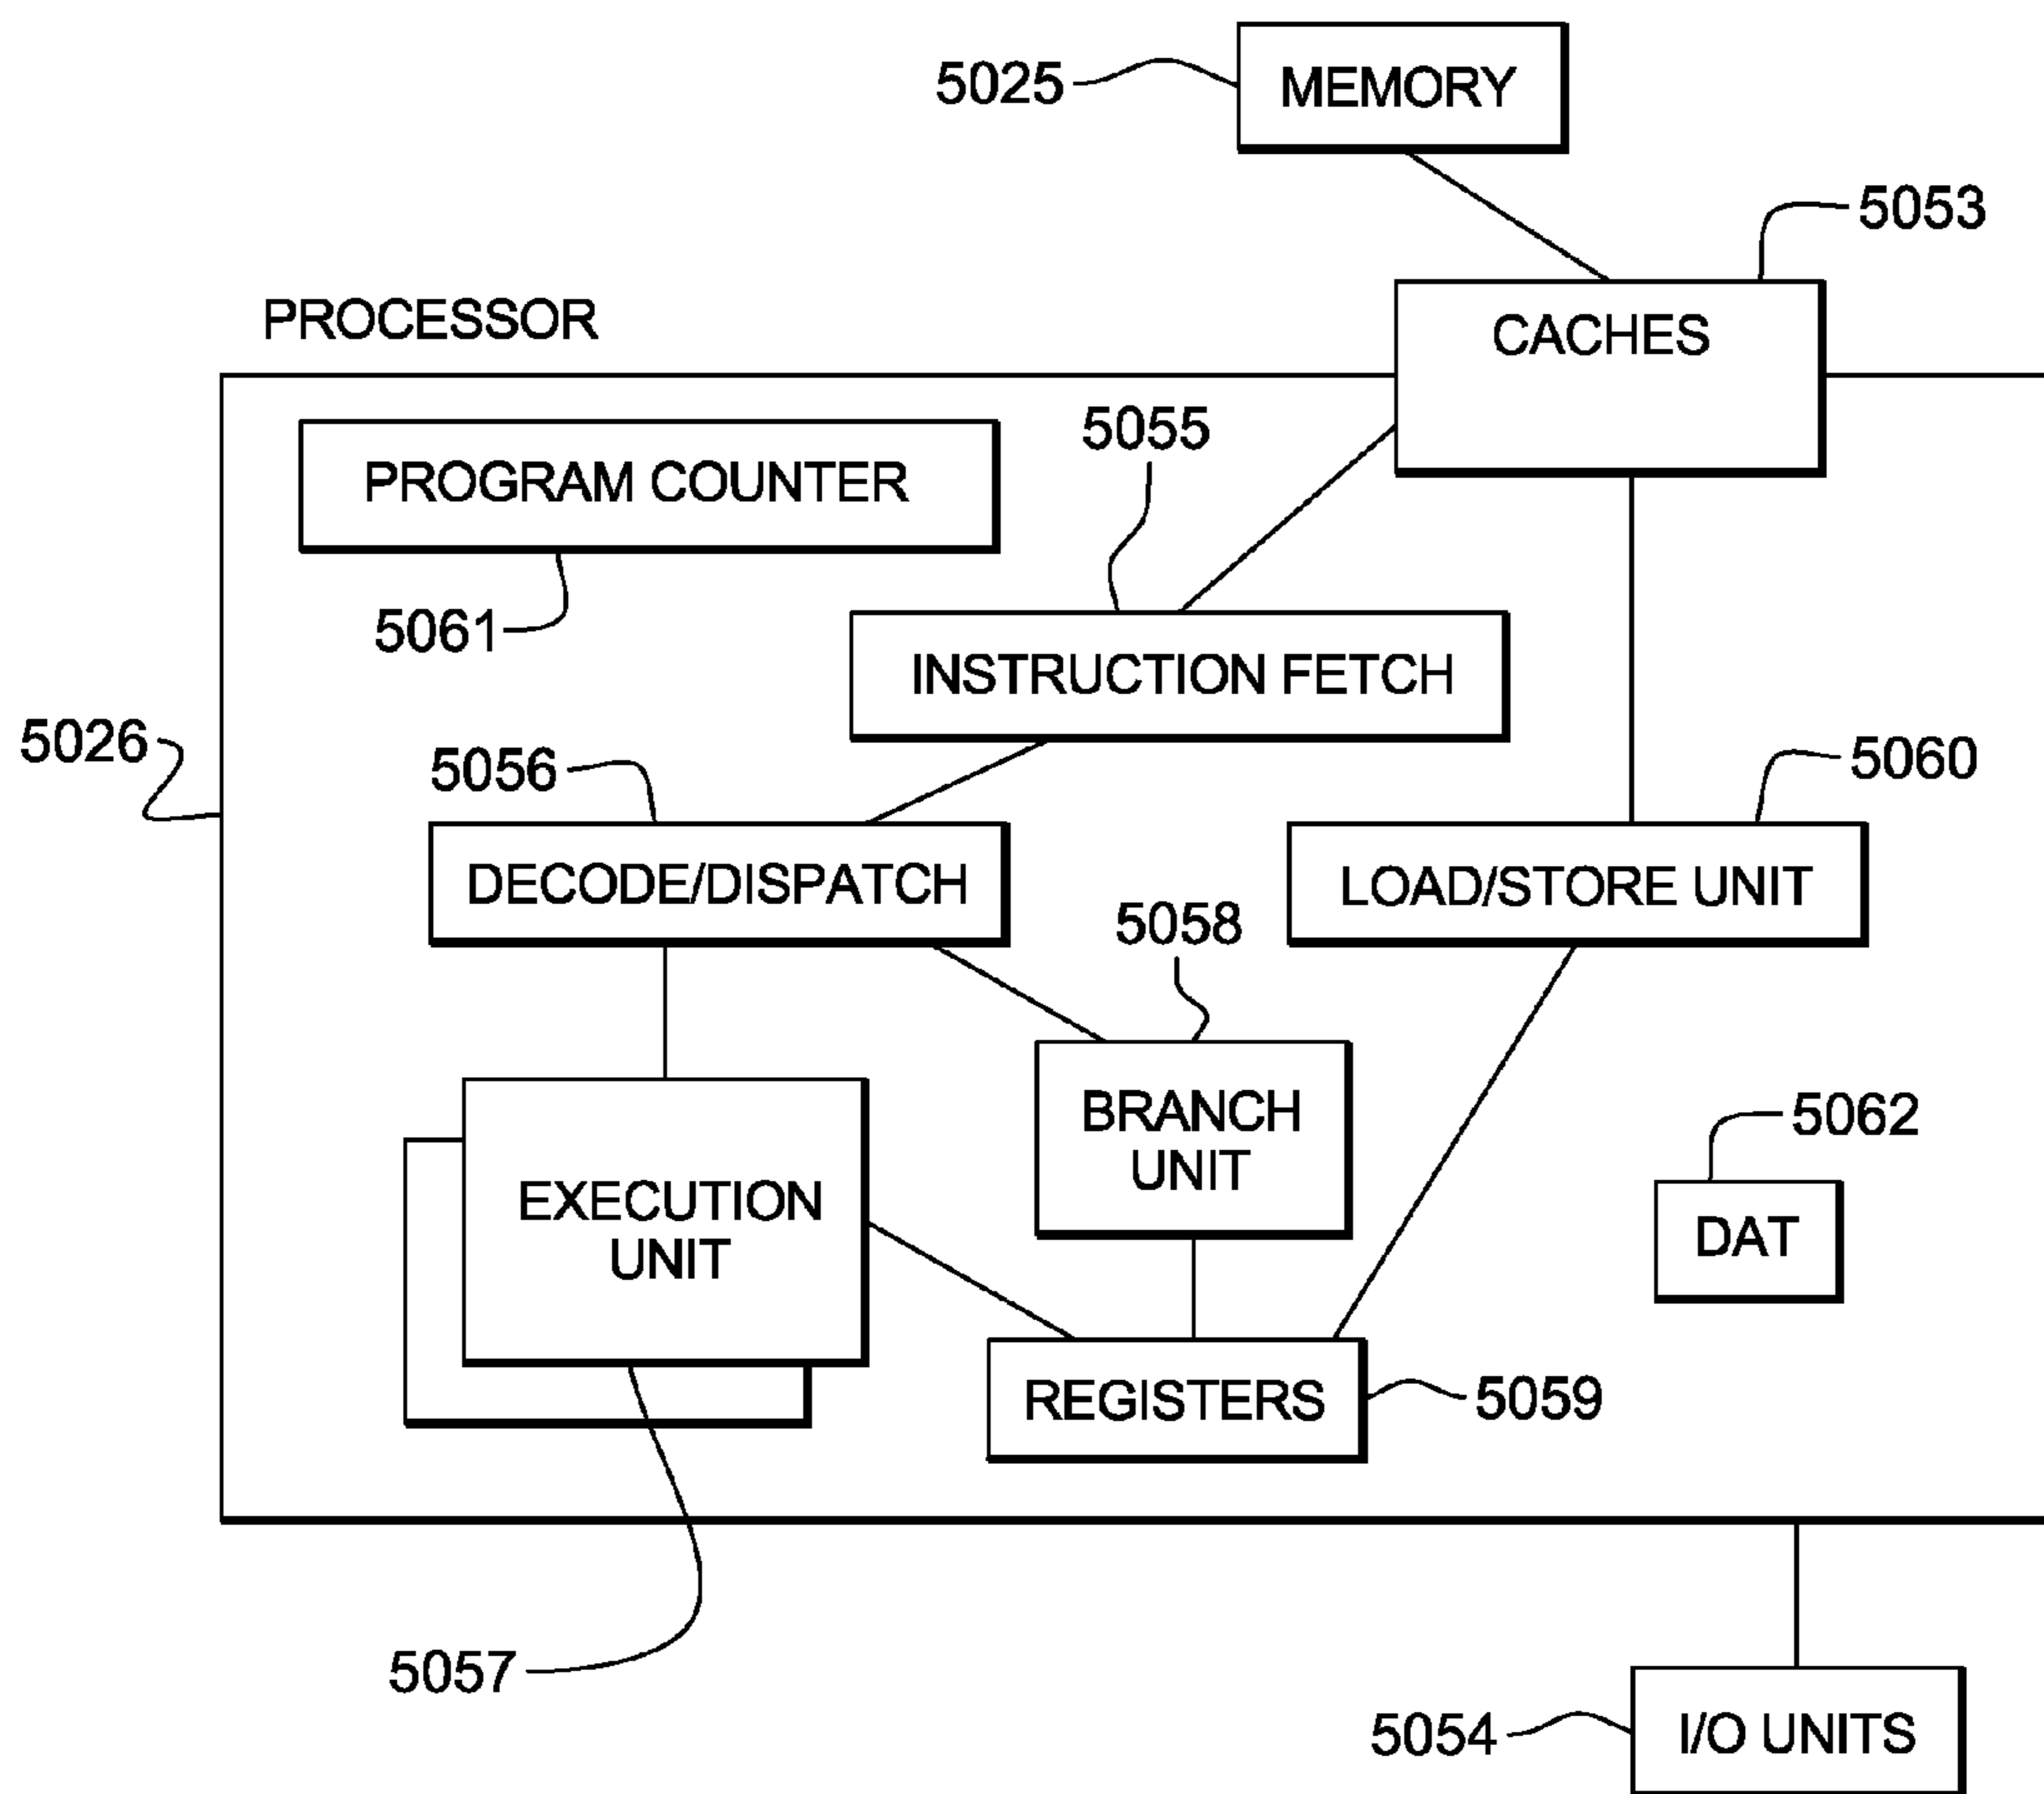 5025
MEMORY
5053
PROCESSOR
CACHES
5055
PROGRAM COUNTER
5061
INSTRUCTION FETCH
5026
5056
5060
DECODE/DISPATCH
LOAD/STORE UNIT
5058
BRANCH
UNIT
5062
EXECUTION
UNIT
DAT
REGISTERS
5059
5057
5054
I/O UNITS